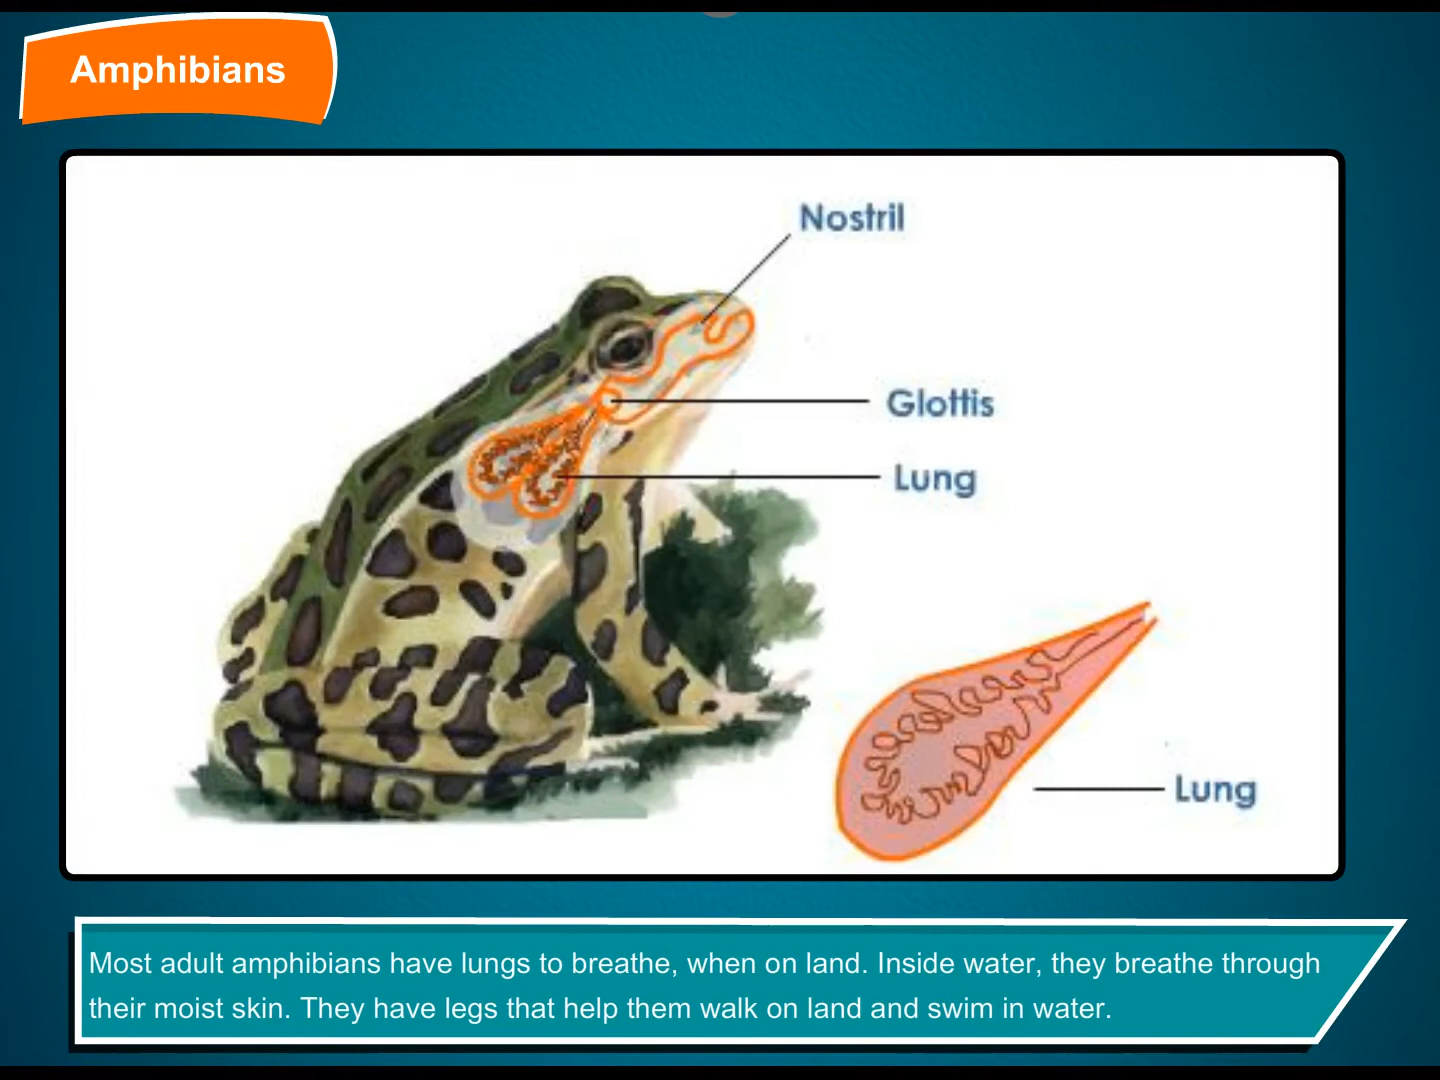 Amphibians
Nostril
Glottis
Lung
Lung
Most adult amphibians have lungs to breathe, when on land. Inside water, they breathe through
their moist skin. They have legs that help them walk on land and swim in water.